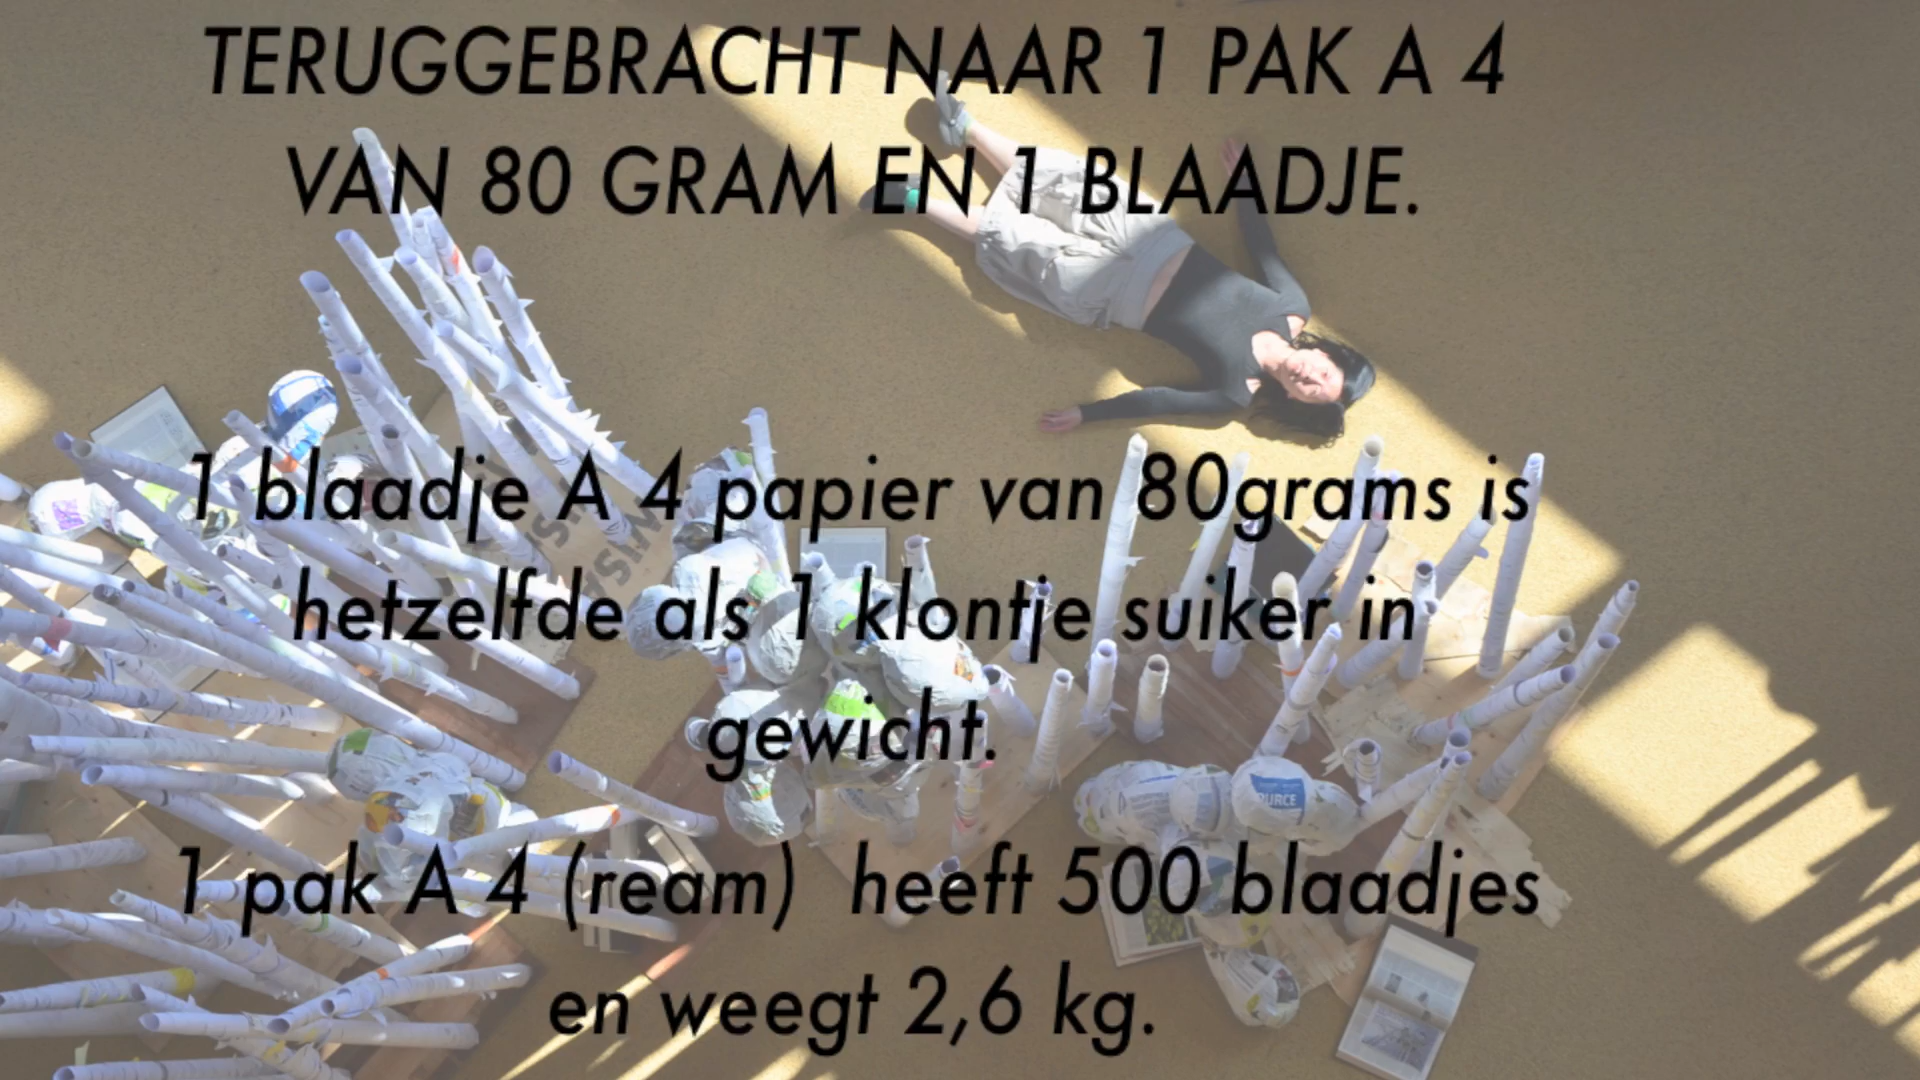 TERUGGEBRACHT NAAR 1 PAK A 4
VAN 80 GRAM EN 1 BLAADJE.
1 blaadje A 4 papier van 80grams is
hetzelfde als 1 klontje suiker in
gewicht.
1 pak A 4 (ream) heeft 500 blaadjes
en weegt 2,6 kg.